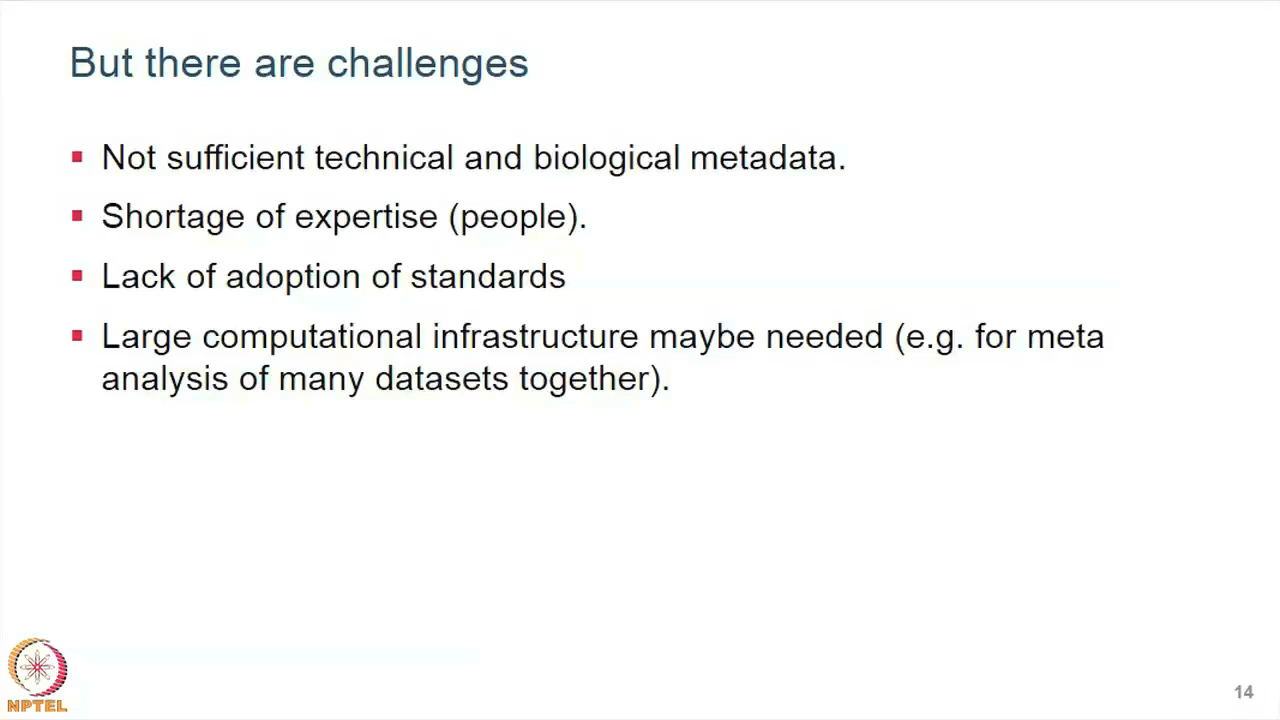 But there are challenges
Not sufficient technical and biological metadata.
Shortage of expertise (people).
Lack of adoption of standards
Large computational infrastructure maybe needed (e.g. for meta
analysis of many datasets together).
NPTEL
14